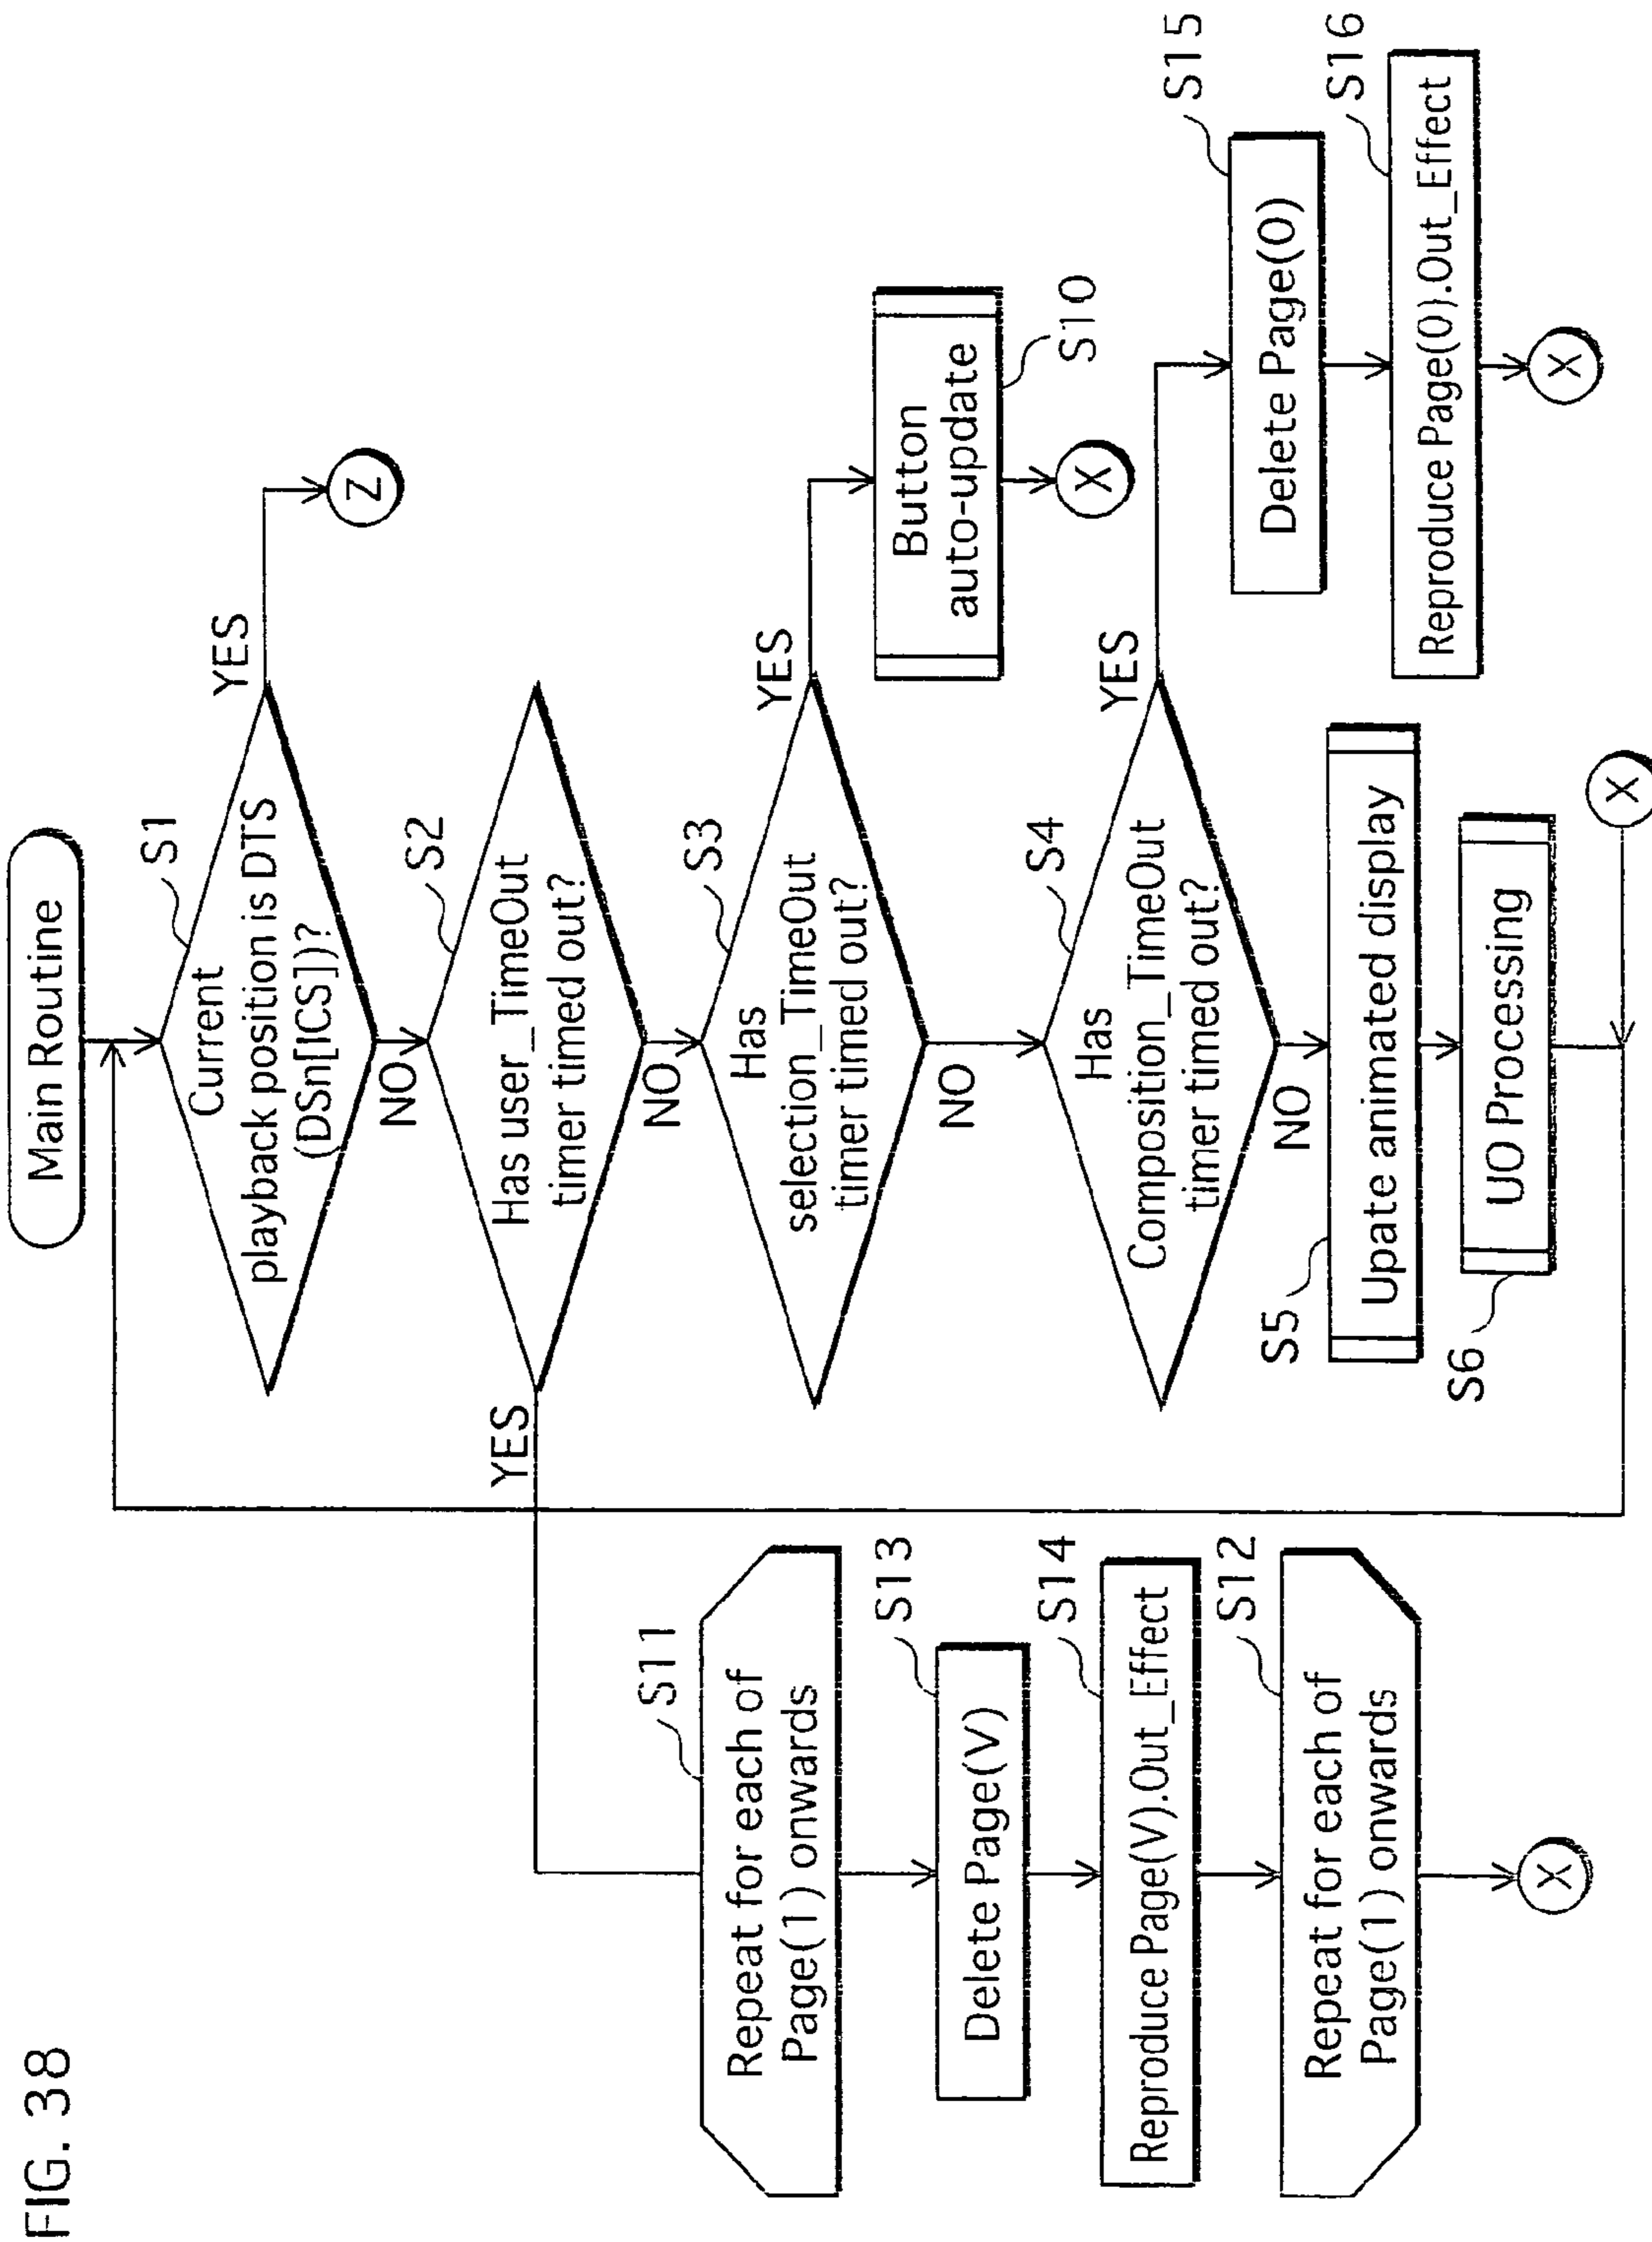 FIG. 38
Main Routine
S1
Current
playback position is DTS
(DSn[ICS])?
YES
Z
NO
S2
Has user_TimeOut
timer timed out?
YES
NO
S3
Has
selection_TimeOut
timer timed out?
YES
NO
Button
auto-update
S10
X
S4
Has
Composition_TimeOut
timer timed out?
YES
NO
S15
Delete Page(0)
S16
Reproduce Page(0).Out_Effect
X
S5
Upate animated display
S6
UO Processing
X
S11
Repeat for each of
Page(1) onwards
S13
Delete Page(V)
S14
Reproduce Page(V).Out_Effect
S12
Repeat for each of
Page(1) onwards
X